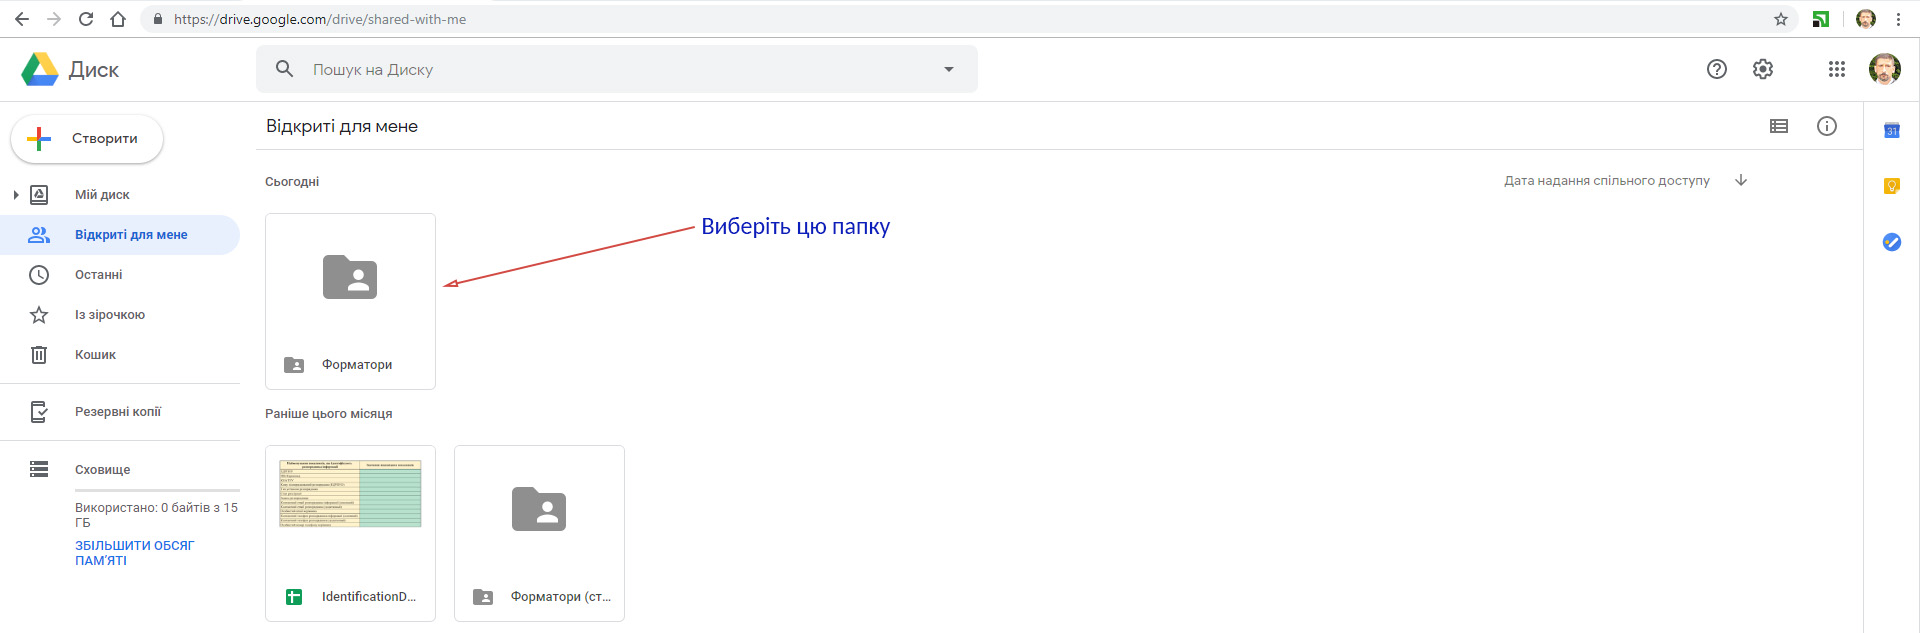 https://drive.google.com/drive/shared-with-me
Диск
Пошук на Диску
Створити
Відкриті для мене
31
Мій диск
Сьогодні
Дата надання спільного доступу
Відкриті для мене
Виберіть цю папку
Останні
Із зірочкою
Кошик
Форматори
Резервні копії
Раніше цього місяця
Сховище
Використано: 0 байтів з 15
ГБ
ЗБІЛЬШИТИ ОБСЯГ
ПАМ'ЯТІ
IdentificationD...
Форматори (ст...